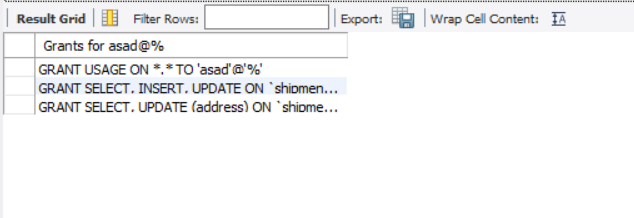 Result Grid Filter Rows: Export: Wrap Cell Content: IA
Grants for asad@%
GRANT USAGE ON *.* TO 'asad'@'%'
GRANT SELECT, INSERT, UPDATE ON `shipmen...
GRANT SELECT, UPDATE (address) ON `shipme...